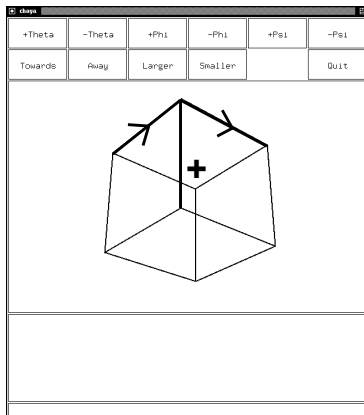 chaya
+Theta -Theta +Phi -Phi +Psi -Psi
Towards Away Larger Smaller Quit